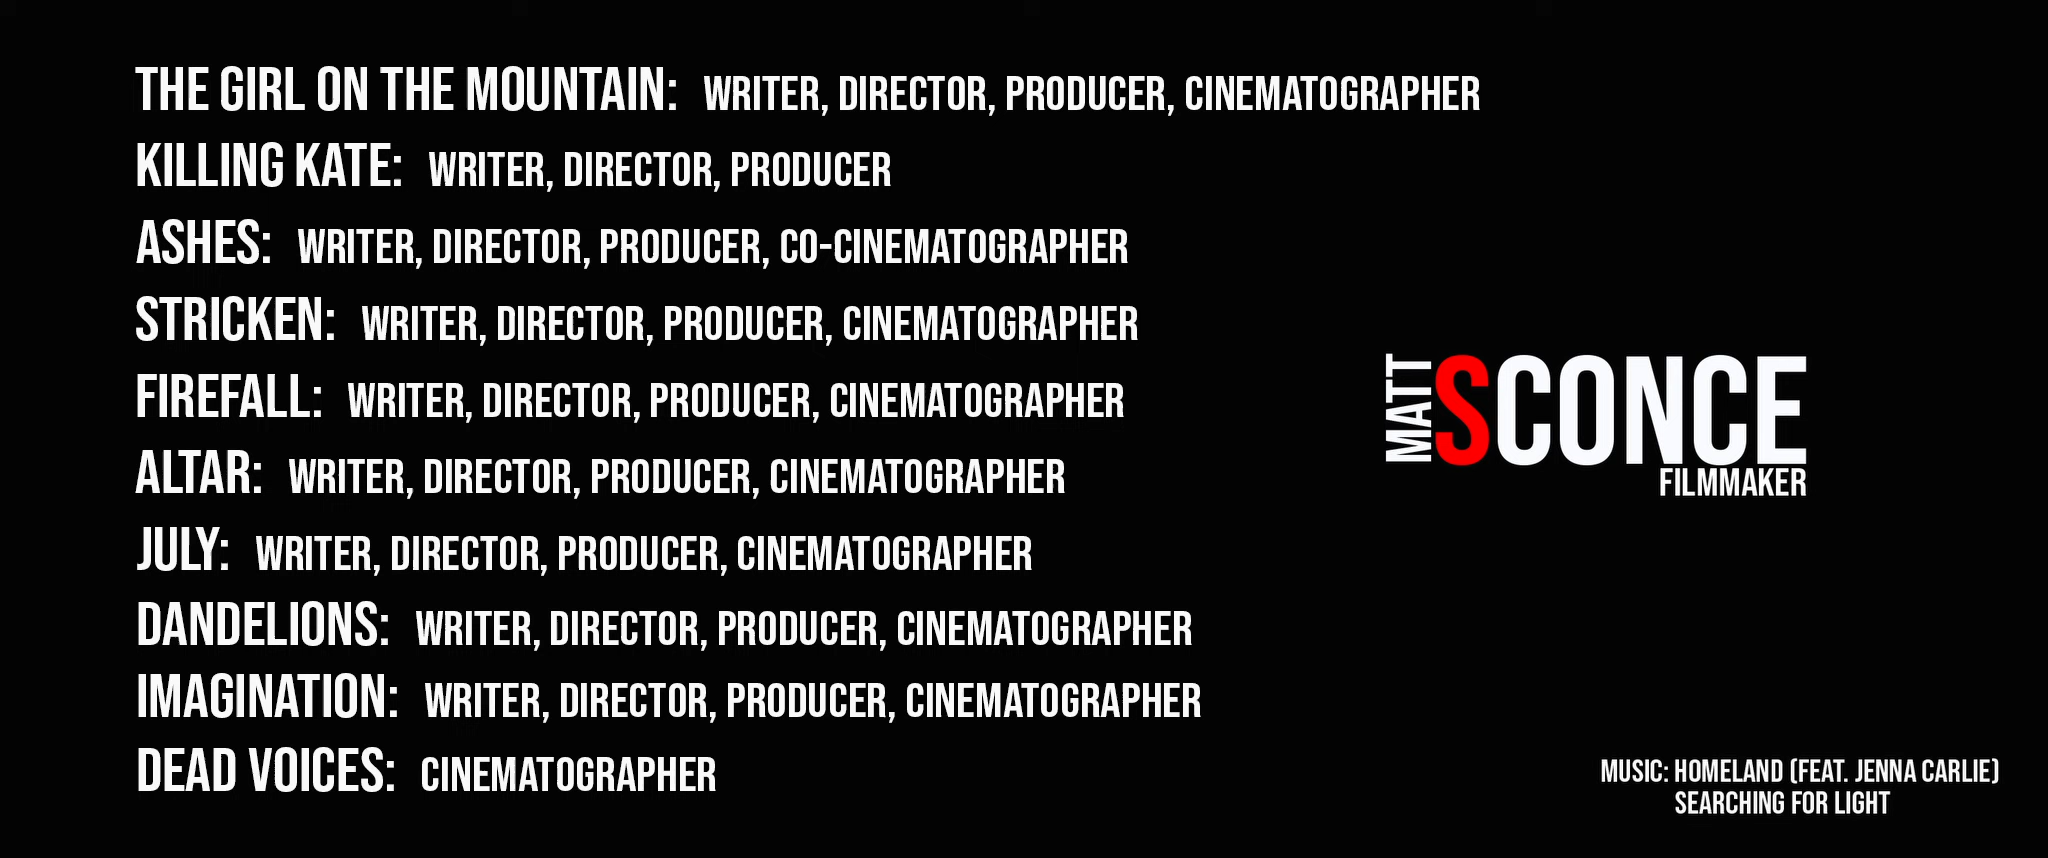 THE GIRL ON THE MOUNTAIN: WRITER, DIRECTOR, PRODUCER, CINEMATOGRAPHER
KILLING KATE: WRITER, DIRECTOR, PRODUCER
ASHES: WRITER, DIRECTOR, PRODUCER, CO-CINEMATOGRAPHER
STRICKEN: WRITER, DIRECTOR, PRODUCER, CINEMATOGRAPHER
FIREFALL: WRITER, DIRECTOR, PRODUCER, CINEMATOGRAPHER
ALTAR: WRITER, DIRECTOR, PRODUCER, CINEMATOGRAPHER
JULY: WRITER, DIRECTOR, PRODUCER, CINEMATOGRAPHER
DANDELIONS: WRITER, DIRECTOR, PRODUCER, CINEMATOGRAPHER
IMAGINATION: WRITER, DIRECTOR, PRODUCER, CINEMATOGRAPHER
DEAD VOICES: CINEMATOGRAPHER
MATT
SCONCE
FILMMAKER
MUSIC: HOMELAND (FEAT. JENNA CARLIE)
SEARCHING FOR LIGHT